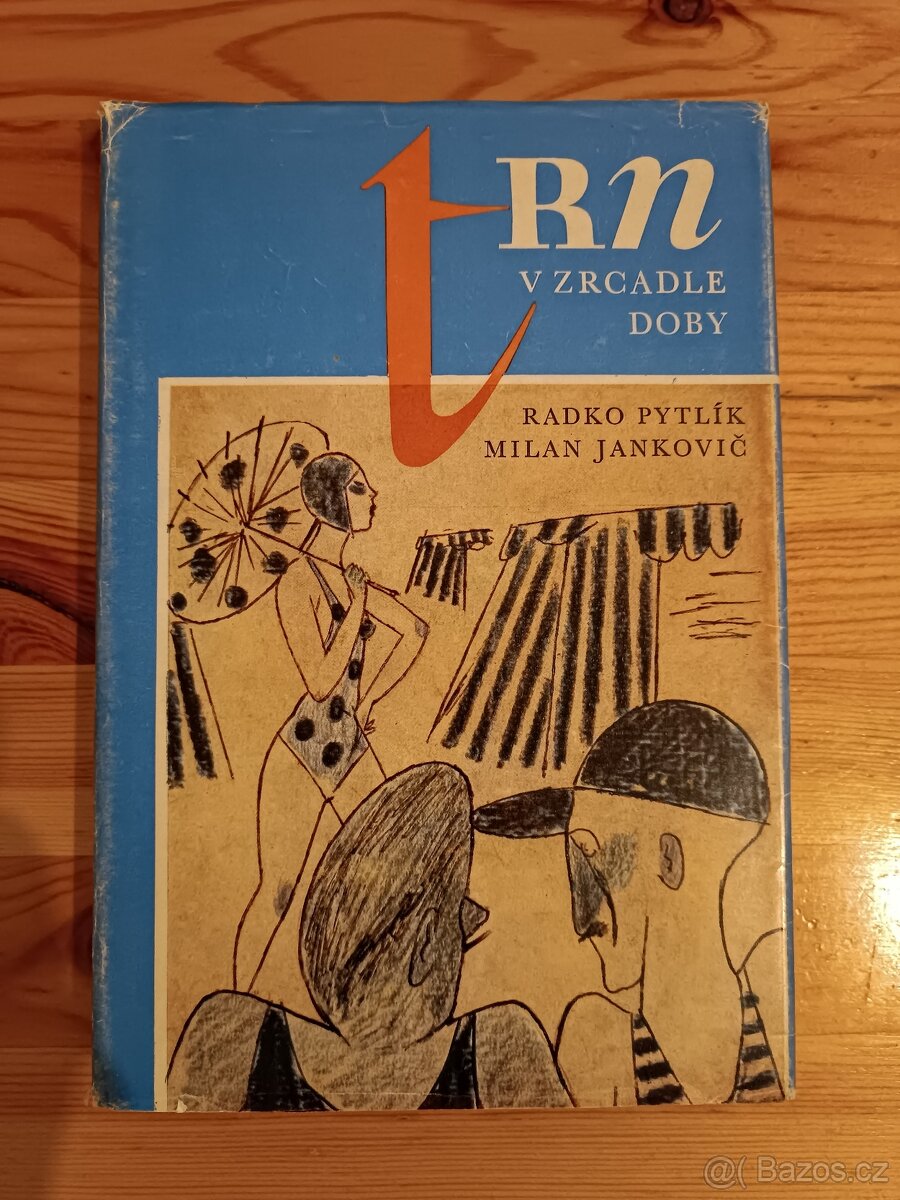 tRn
V ZRCADLE
DOBY
RADKO PYTLÍK
MILAN JANKOVIČ
@( Bazos.cz